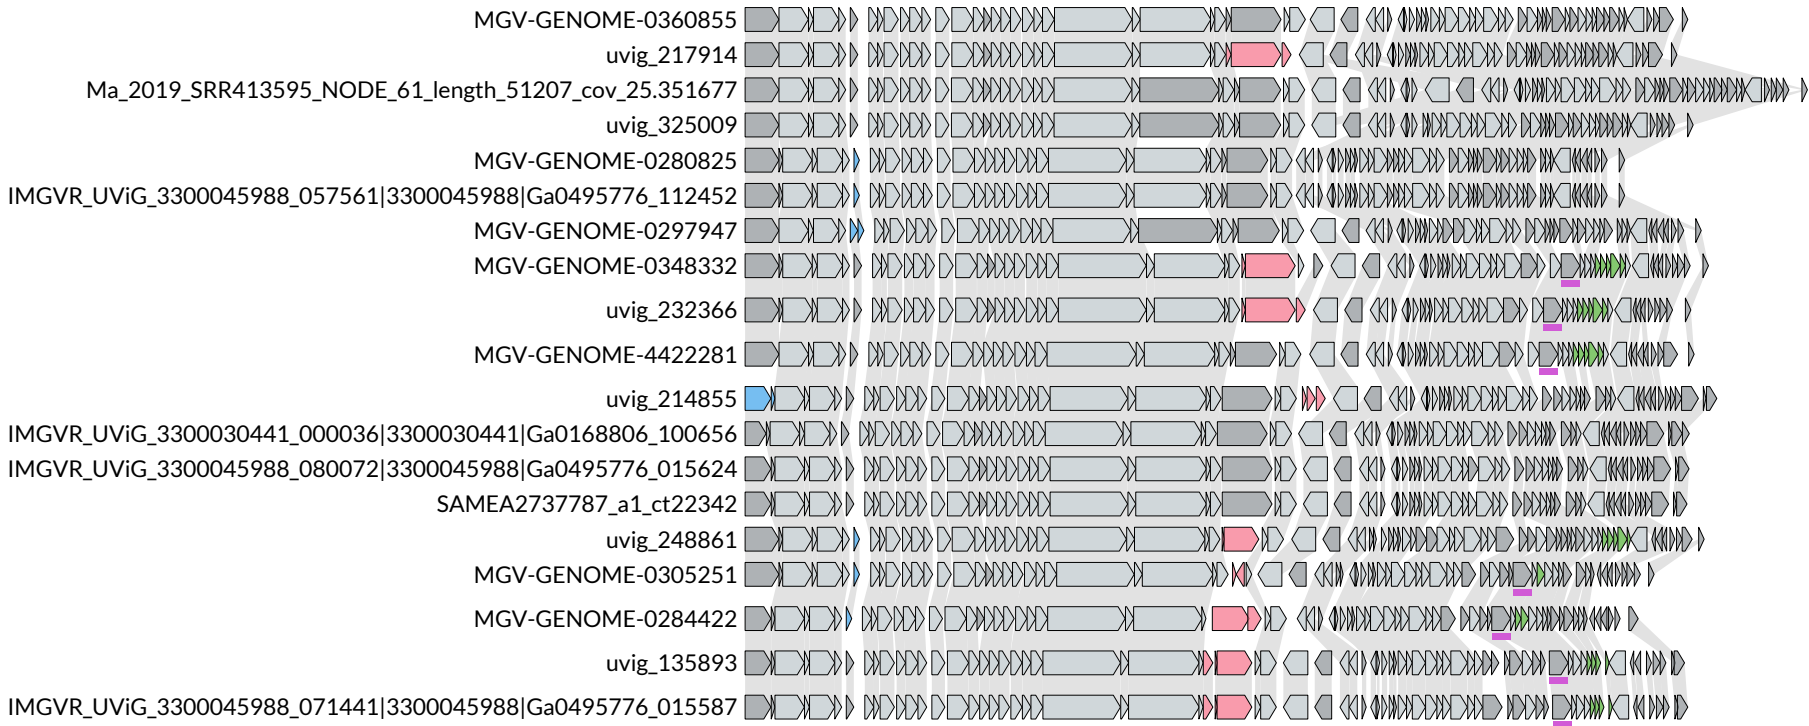 MGV-GENOME-0360855
uvig_217914
Ma_2019_SRR413595_NODE_61_length_51207_cov_25.351677
uvig_325009
MGV-GENOME-0280825
IMGVR_UViG_3300045988_057561|3300045988|Ga0495776_112452
MGV-GENOME-0297947
MGV-GENOME-0348332
uvig_232366
MGV-GENOME-4422281
uvig_214855
IMGVR_UViG_3300030441_000036|3300030441|Ga0168806_100656
IMGVR_UViG_3300045988_080072|3300045988|Ga0495776_015624
SAMEA2737787_a1_ct22342
uvig_248861
MGV-GENOME-0305251
MGV-GENOME-0284422
uvig_135893
IMGVR_UViG_3300045988_071441|3300045988|Ga0495776_015587